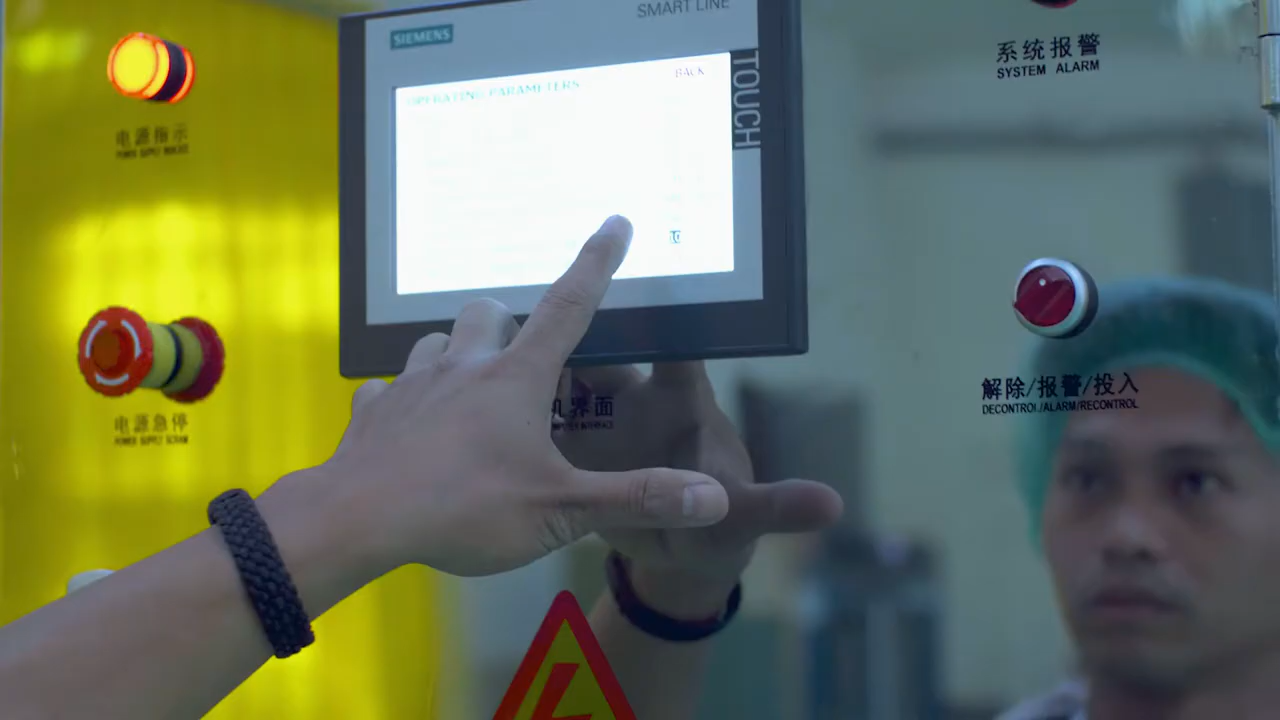 SIEMENS
SMART LINE
TOUCH
OPERATING PARAMETERS
BACK
10
系统报警
SYSTEM ALARM
电源指示
POWER SUPPLY
电源急停
POWER SUPPLY SCRAM
机界面
INTERFACE
解除/报警/投入
DECONTROL/ALARM/RECONTROL